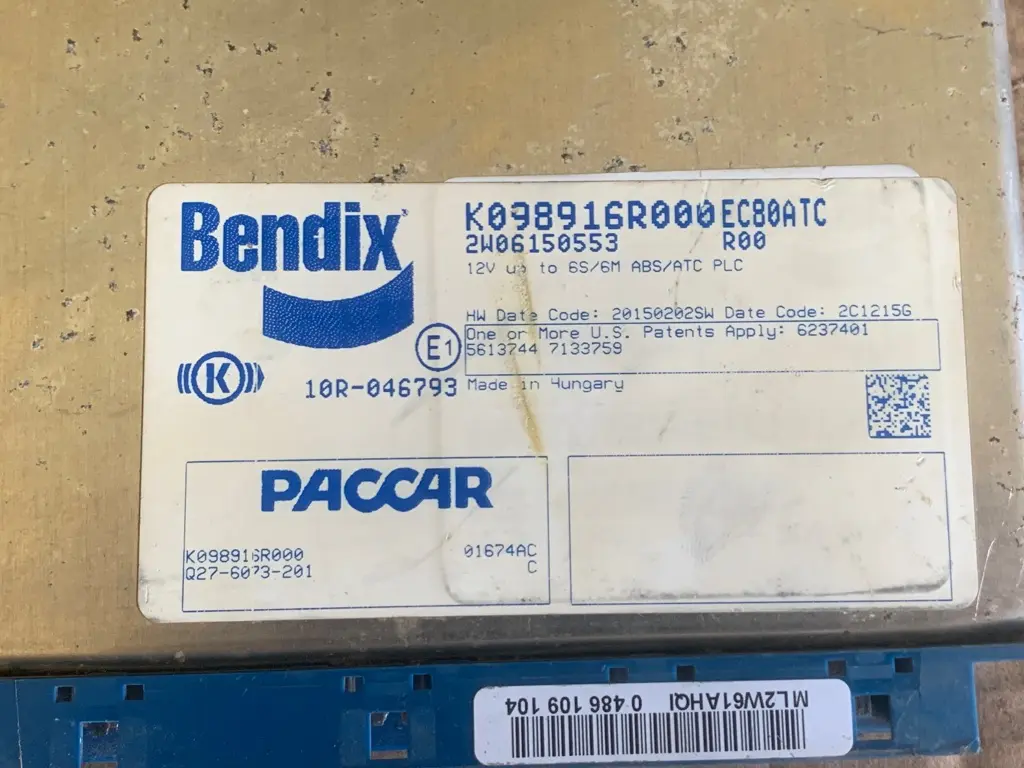 Bendix
K098916R000 EC80ATC
2W06150553 R00
12V up to 6S/6M ABS/ATC PLC
HW Date Code: 20150202SW Date Code: 2C1215G
One or More U.S. Patents Apply: 6237401
5613744 7133759
E1
K
10R-046793
Made in Hungary
PACCAR
K098916R000 01674AC
Q27-6073-201 C
ML2W61AHQI 0 486 109 104